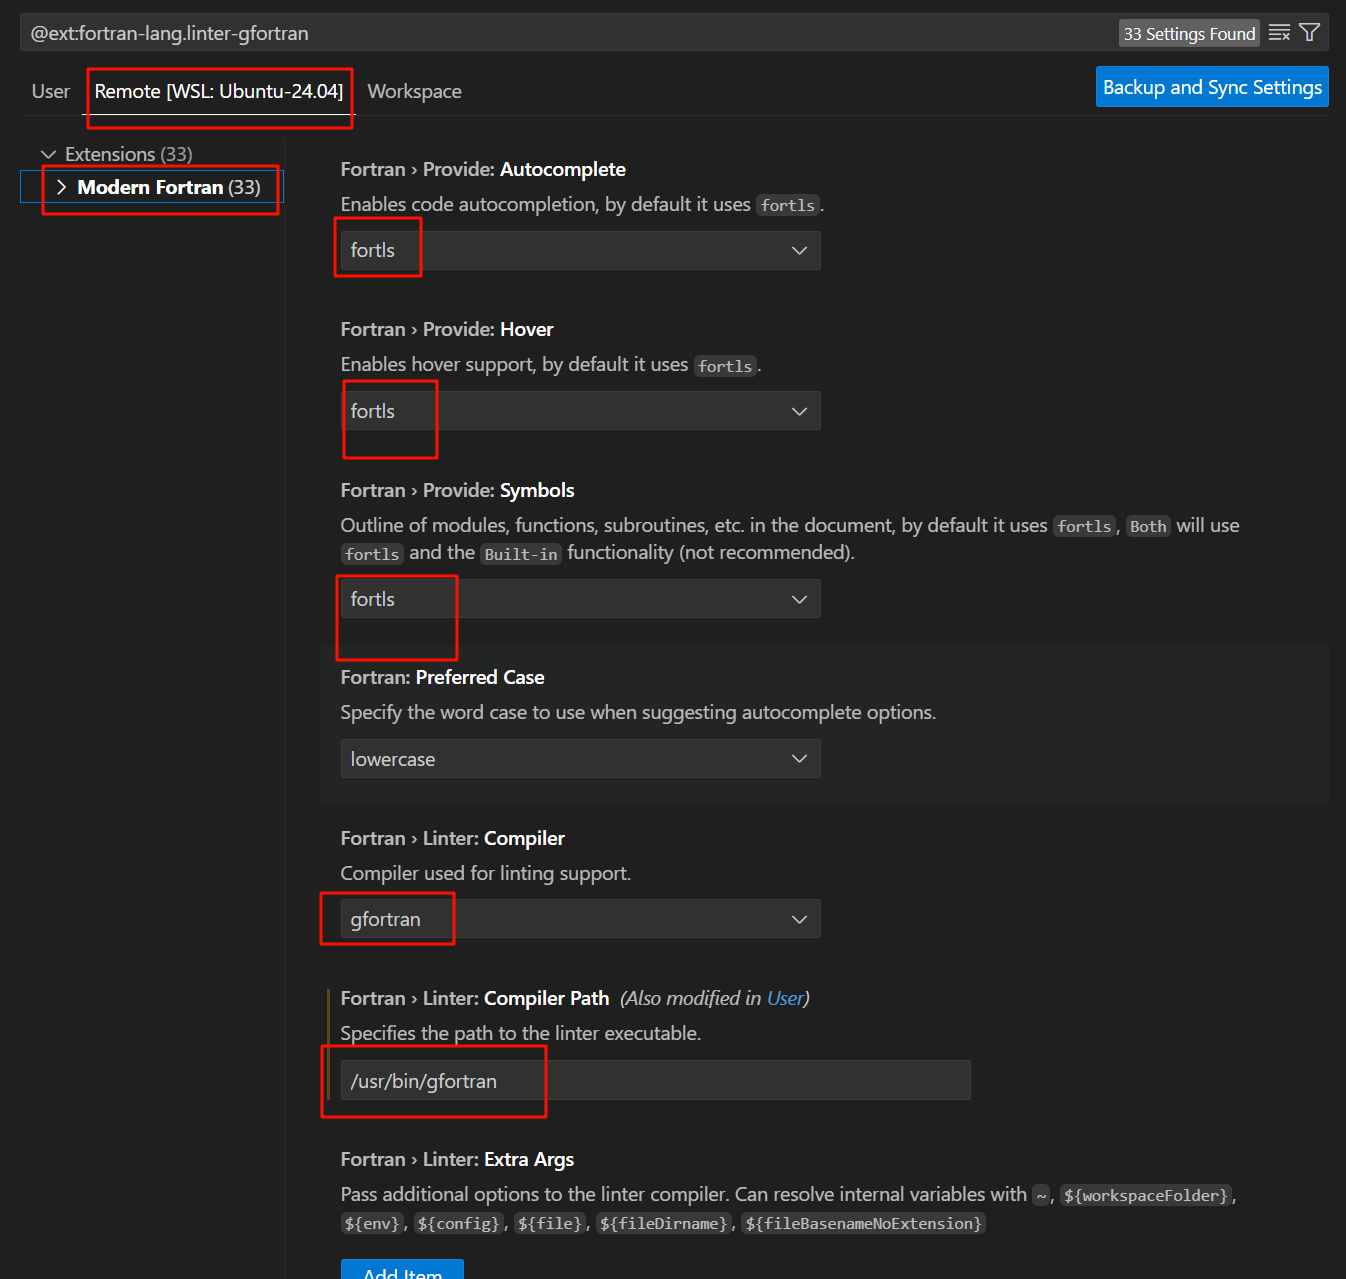 @ext:fortran-lang.linter-gfortran
33 Settings Found
User
Remote [WSL: Ubuntu-24.04]
Workspace
Backup and Sync Settings
Extensions (33)
Modern Fortran (33)
Fortran › Provide: Autocomplete
Enables code autocompletion, by default it uses fortls.
fortls
Fortran › Provide: Hover
Enables hover support, by default it uses fortls.
fortls
Fortran › Provide: Symbols
Outline of modules, functions, subroutines, etc. in the document, by default it uses fortls, Both will use
fortls and the Built-in functionality (not recommended).
fortls
Fortran: Preferred Case
Specify the word case to use when suggesting autocomplete options.
lowercase
Fortran › Linter: Compiler
Compiler used for linting support.
gfortran
Fortran › Linter: Compiler Path (Also modified in User)
Specifies the path to the linter executable.
/usr/bin/gfortran
Fortran › Linter: Extra Args
Pass additional options to the linter compiler. Can resolve internal variables with ~, ${workspaceFolder},
${env}, ${config}, ${file}, ${fileDirname}, ${fileBasenameNoExtension}
Add Item